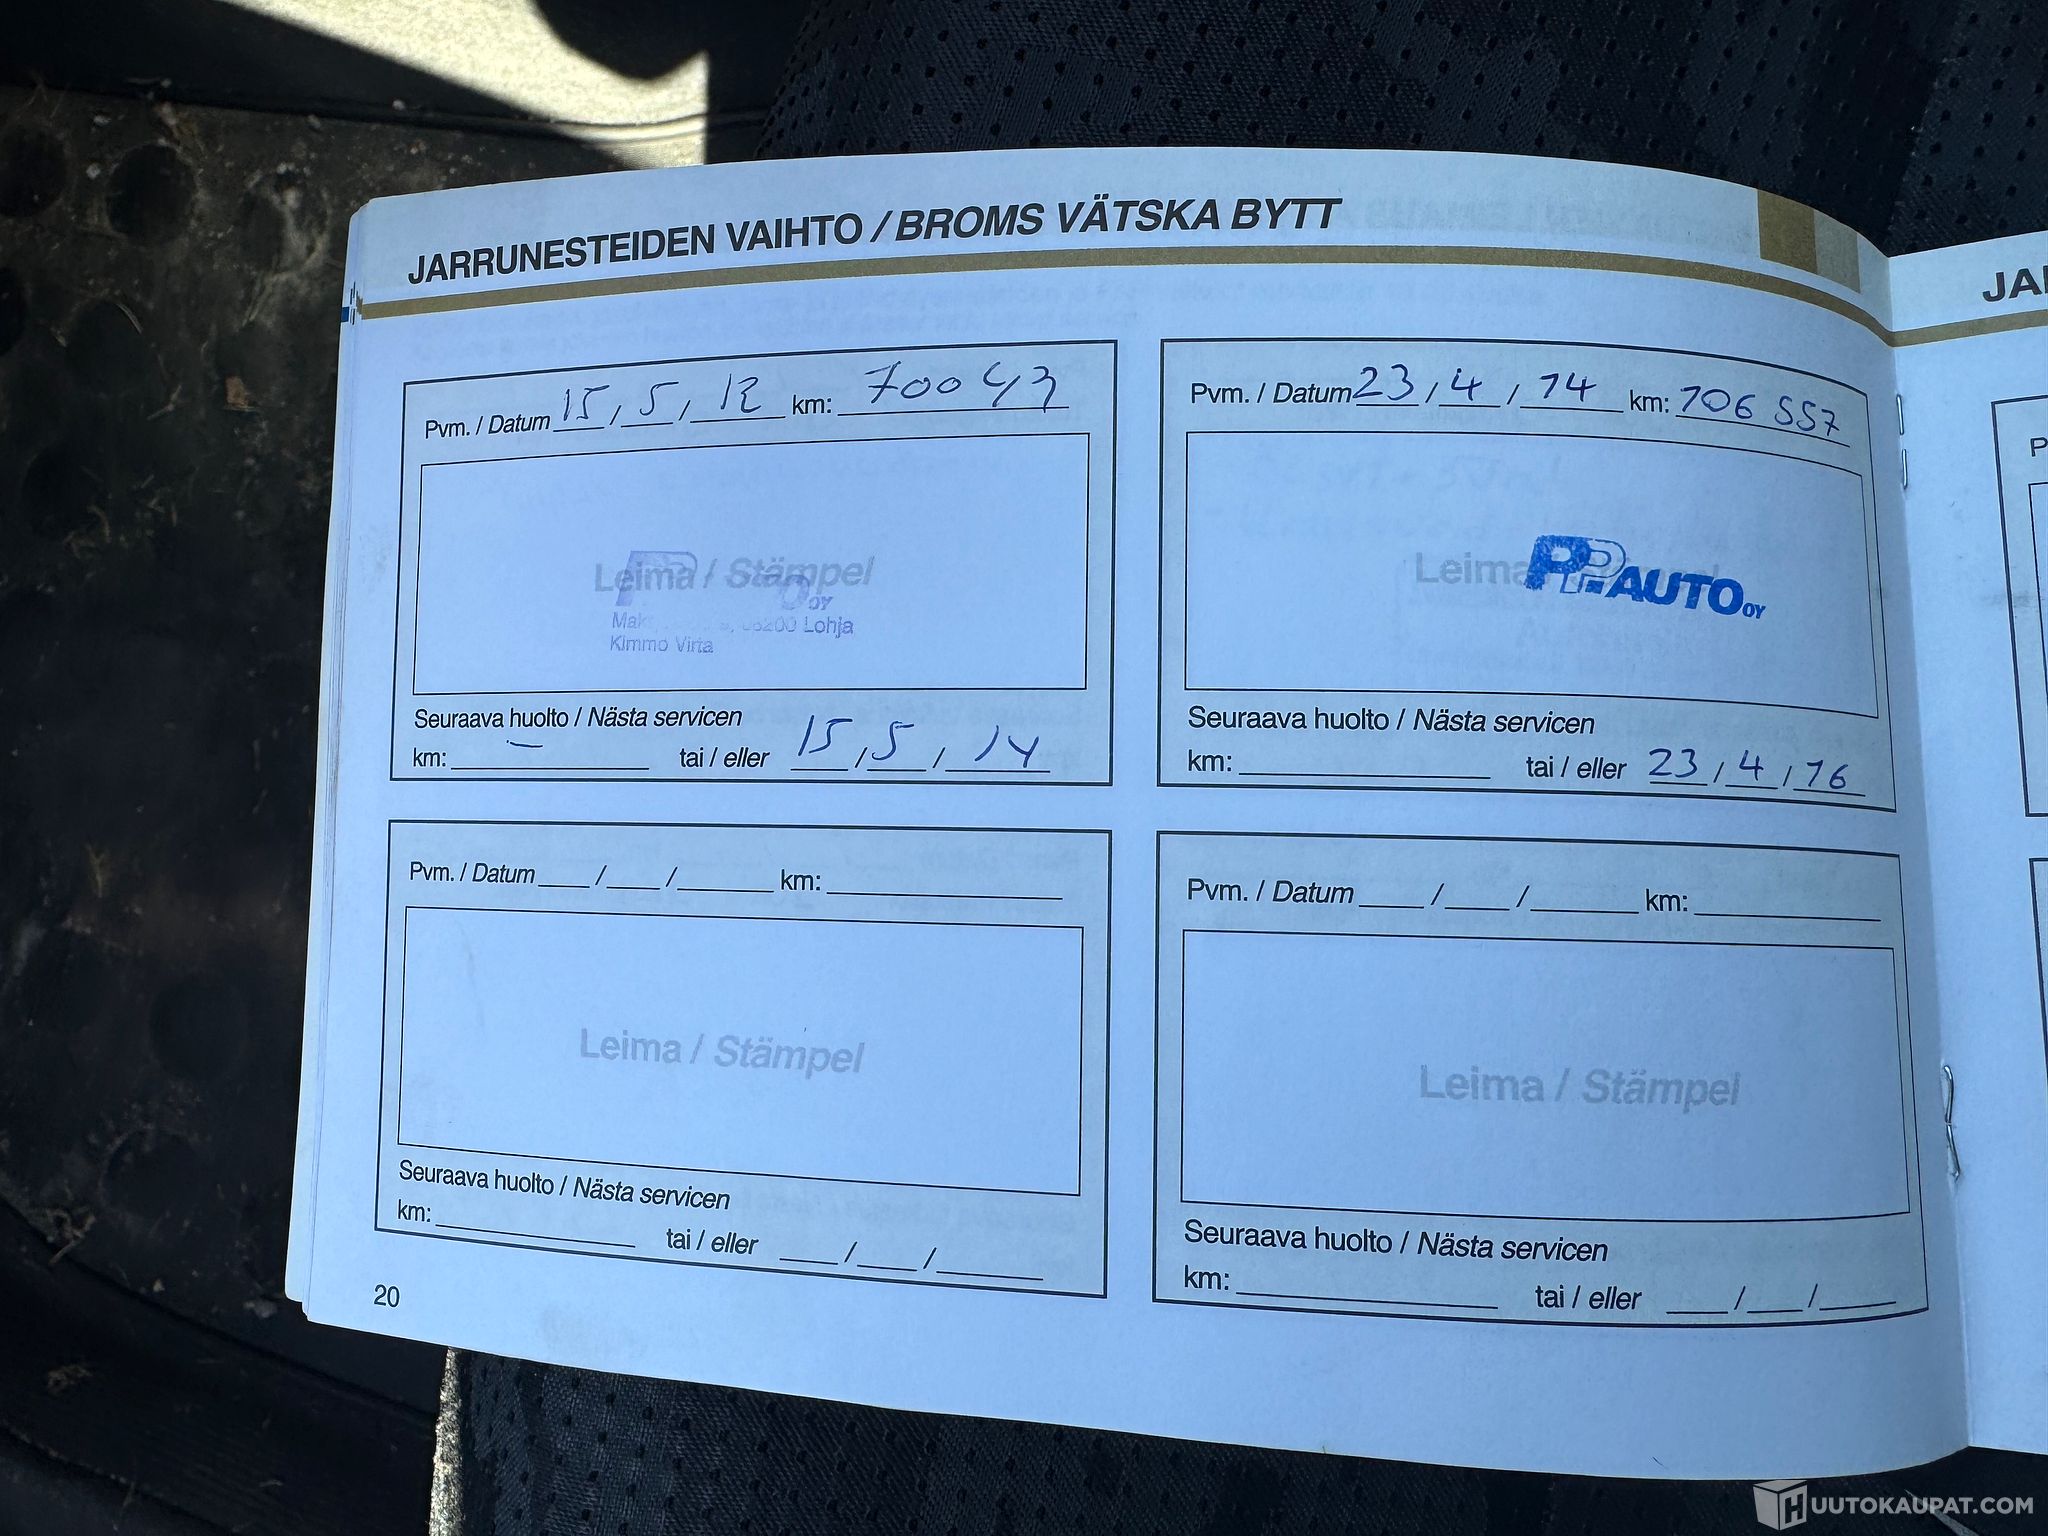 JARRUNESTEIDEN VAIHTO / BROMS VÄTSKA BYTT
Pvm. / Datum 15 / 5 / 12 km: 70043
Leima / Stämpel
OY
Lohja
Kimmo Virta
Seuraava huolto / Nästa servicen
km: – tai / eller 15 / 5 / 14
Pvm. / Datum 23 / 4 / 14 km: 106 557
Leima
PP AUTO OY
Seuraava huolto / Nästa servicen
km: tai / eller 23 / 4 / 16
Pvm. / Datum / / km:
Leima / Stämpel
Seuraava huolto / Nästa servicen
km: tai / eller / /
Pvm. / Datum / / km:
Leima / Stämpel
Seuraava huolto / Nästa servicen
km: tai / eller / /
20
JA
P
HUUTOKAUPAT.COM